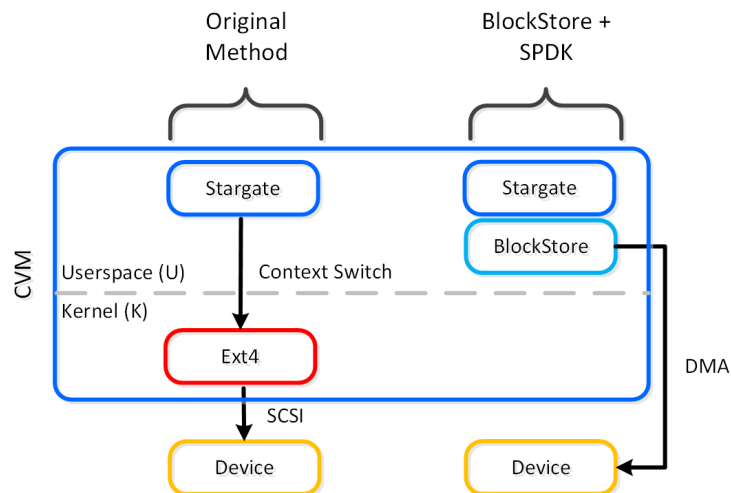 Original
Method
BlockStore +
SPDK
CVM
Stargate
Stargate
BlockStore
Userspace (U)
Context Switch
Kernel (K)
Ext4
DMA
SCSI
Device
Device